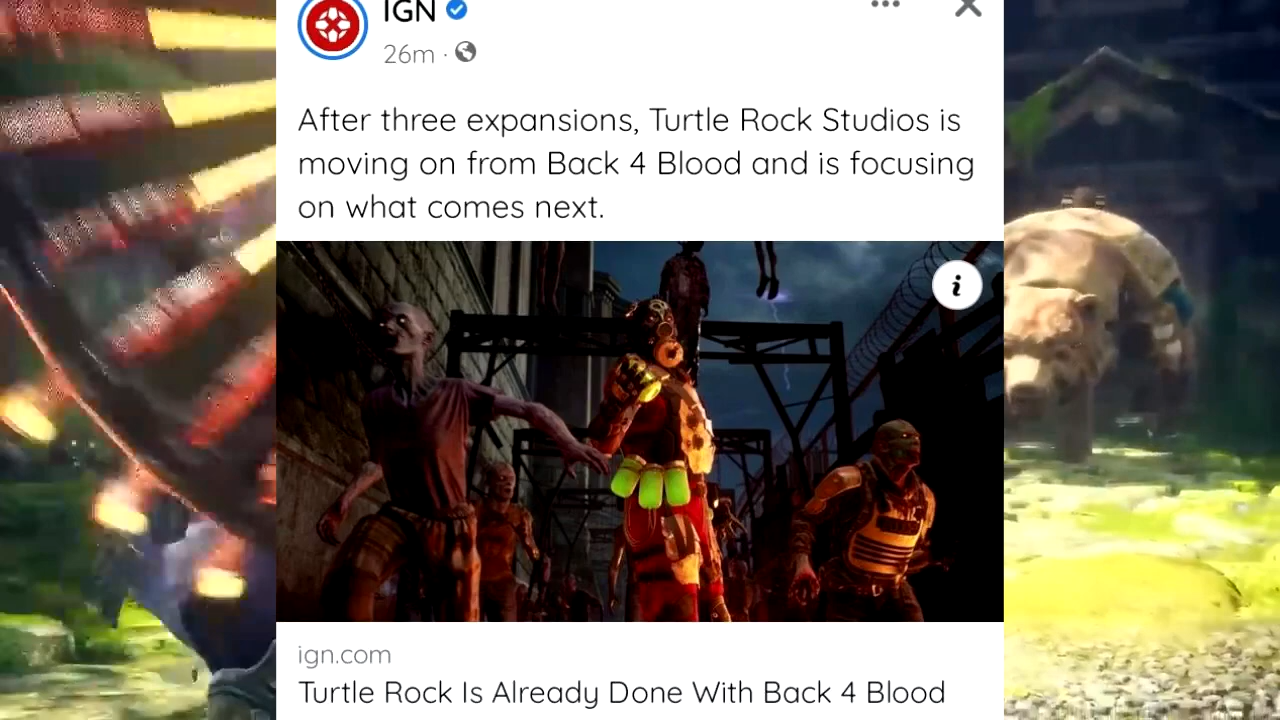 IGN
26m ·
After three expansions, Turtle Rock Studios is
moving on from Back 4 Blood and is focusing
on what comes next.
i
ign.com
Turtle Rock Is Already Done With Back 4 Blood